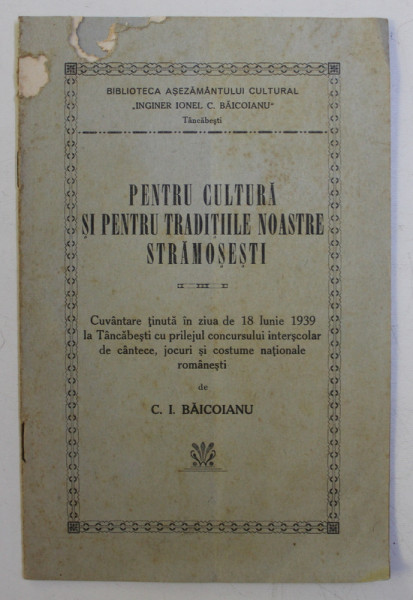 BIBLIOTECA AȘEZĂMÂNTULUI CULTURAL
„INGINER IONEL C. BĂICOIANU“
Tâncăbești
PENTRU CULTURĂ
ȘI PENTRU TRADIȚIILE NOASTRE
STRĂMOȘEȘTI
Cuvântare ținută în ziua de 18 Iunie 1939
la Tâncăbești cu prilejul concursului interșcolar
de cântece, jocuri și costume naționale
românești
de
C. I. BĂICOIANU